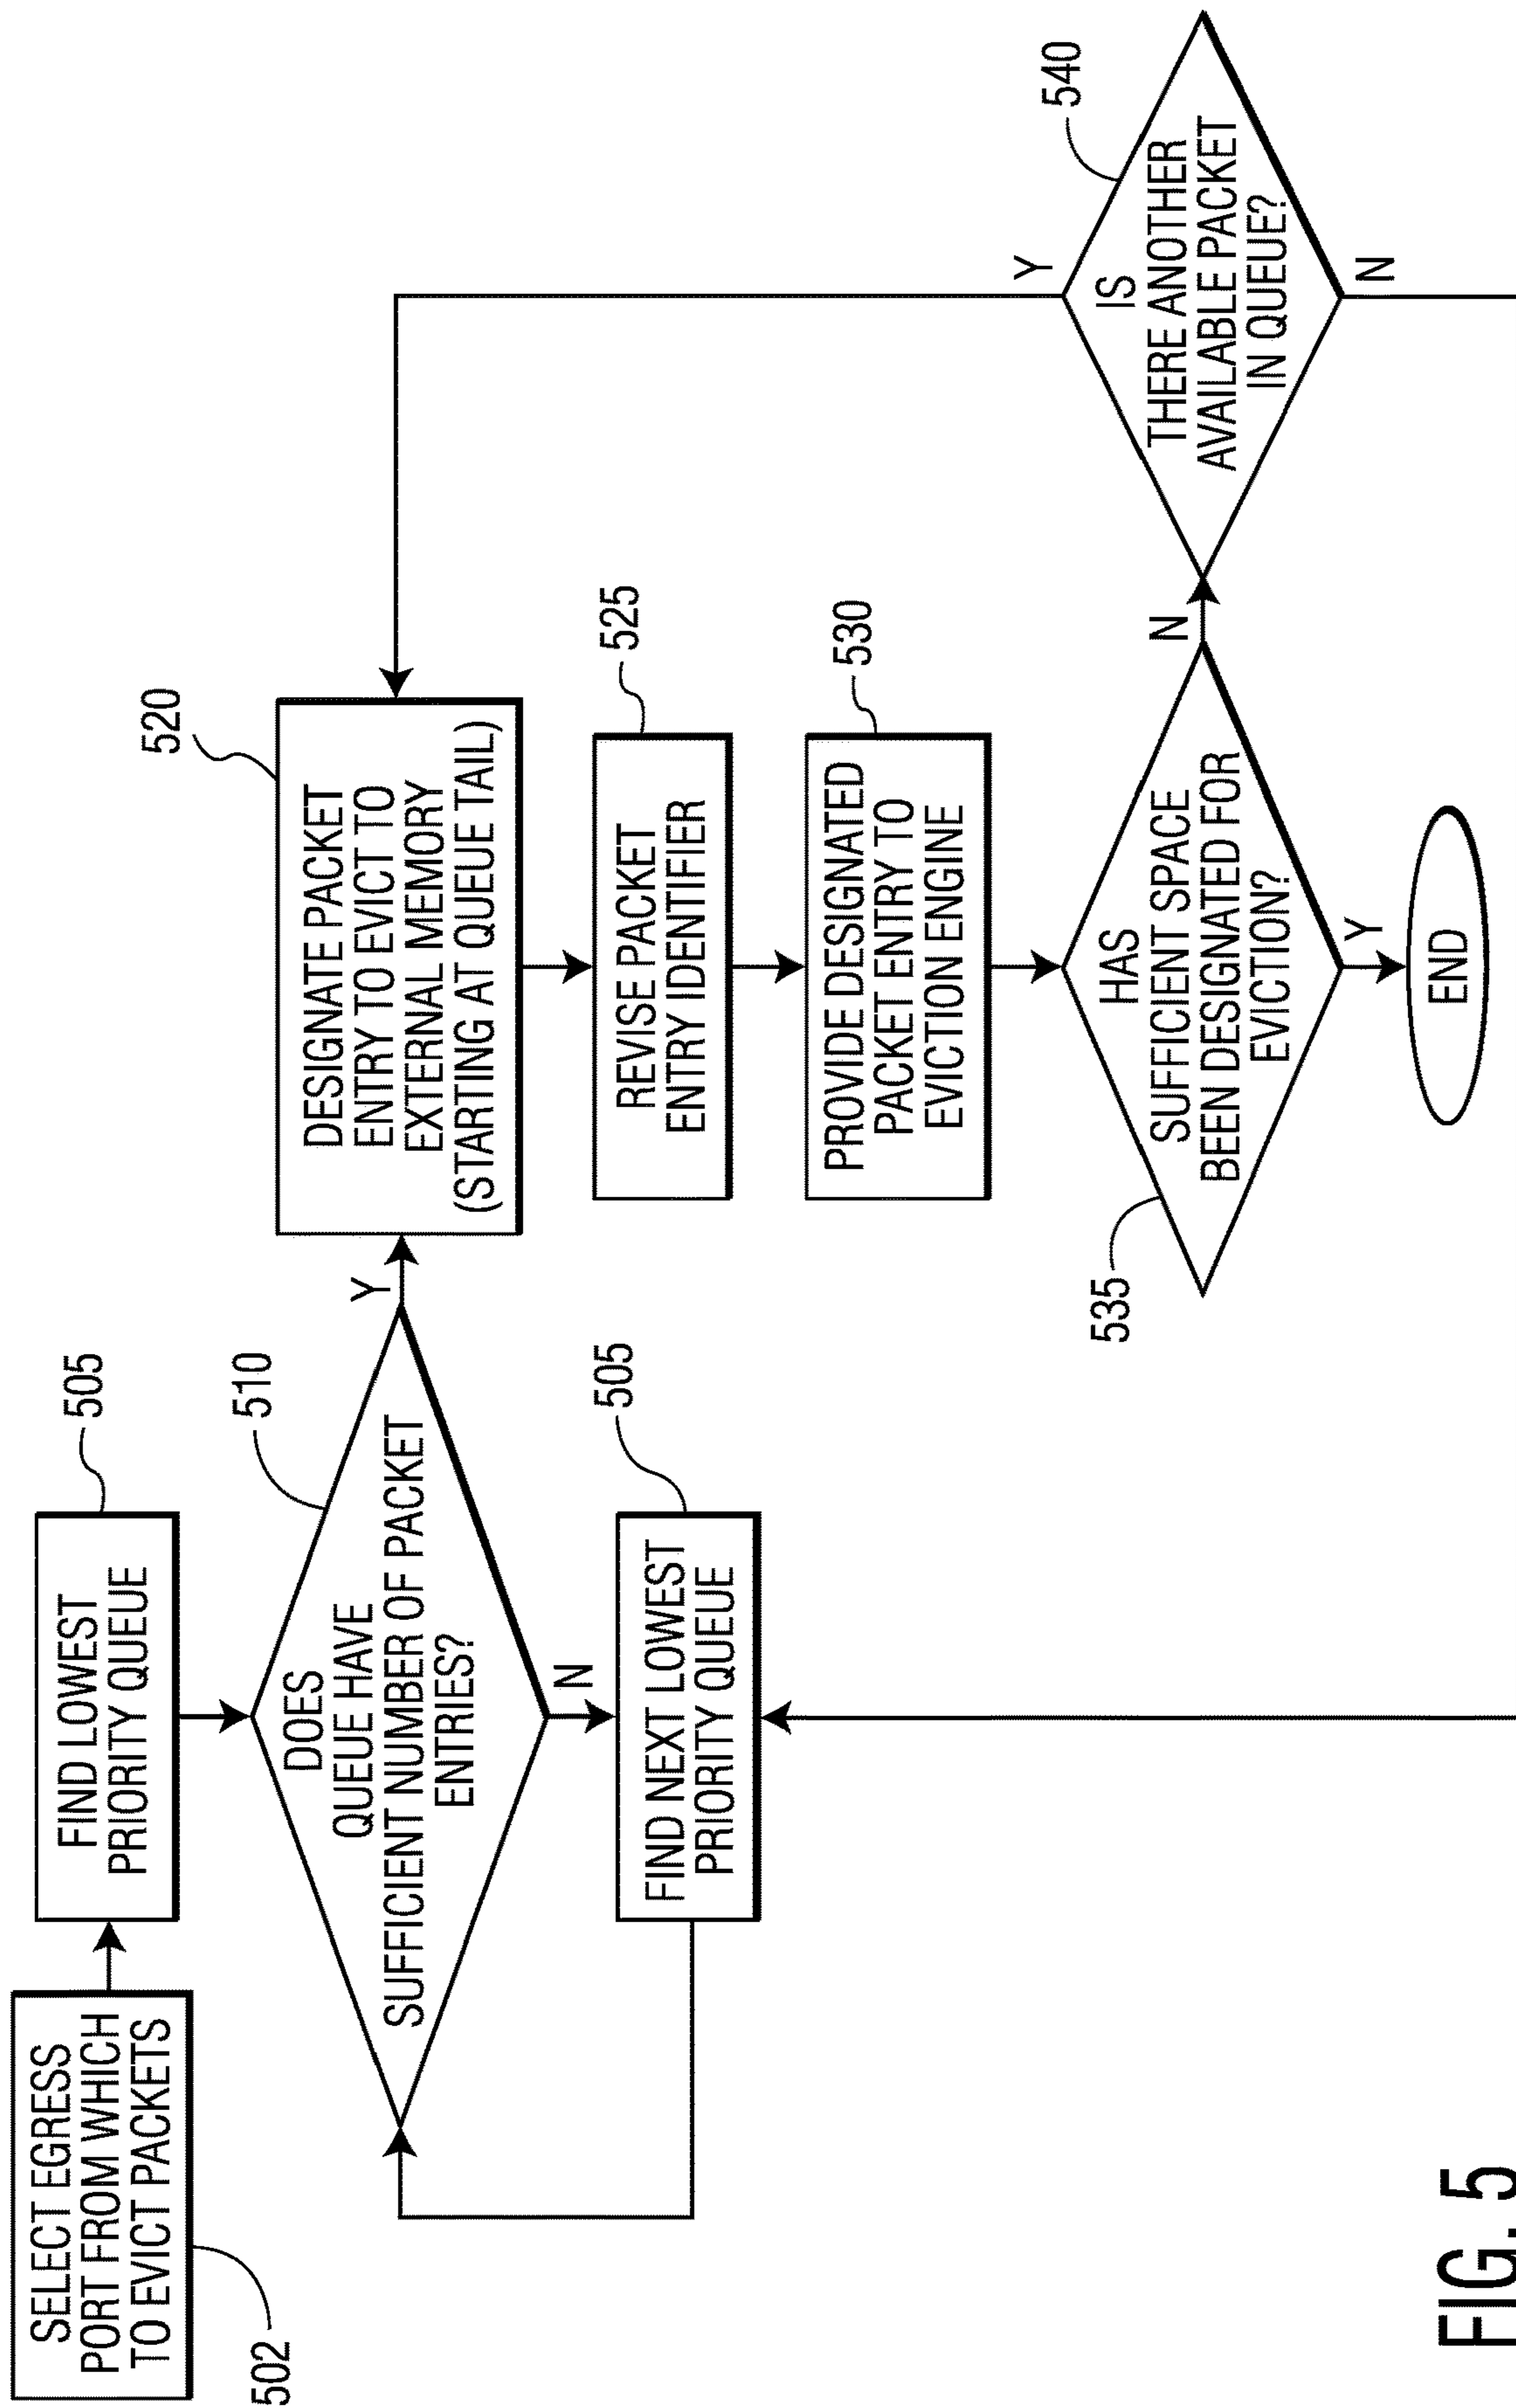 SELECT EGRESS
PORT FROM WHICH
TO EVICT PACKETS
502
FIND LOWEST
PRIORITY QUEUE
505
DOES
QUEUE HAVE
SUFFICIENT NUMBER OF PACKET
ENTRIES?
510
Y
N
FIND NEXT LOWEST
PRIORITY QUEUE
505
DESIGNATE PACKET
ENTRY TO EVICT TO
EXTERNAL MEMORY
(STARTING AT QUEUE TAIL)
520
REVISE PACKET
ENTRY IDENTIFIER
525
PROVIDE DESIGNATED
PACKET ENTRY TO
EVICTION ENGINE
530
HAS
SUFFICIENT SPACE
BEEN DESIGNATED FOR
EVICTION?
535
N
Y
END
IS
THERE ANOTHER
AVAILABLE PACKET
IN QUEUE?
540
Y
N
FIG. 5